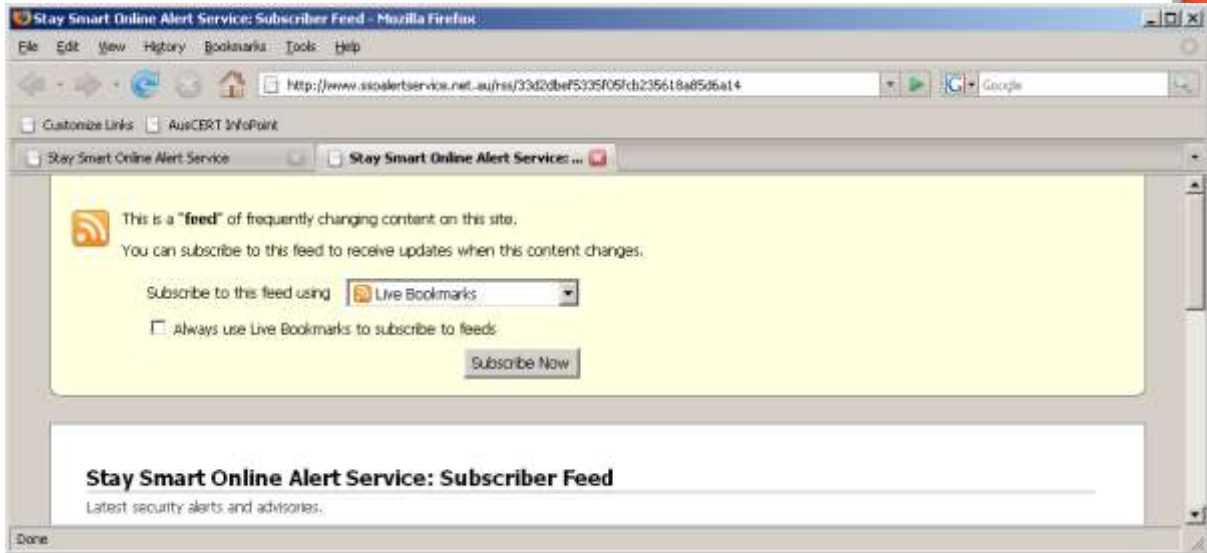 Stay Smart Online Alert Service: Subscriber Feed - Mozilla Firefox
File Edit View History Bookmarks Tools Help
http://www.ssoalertservice.net.au/rss/33d2dbef5335f05fcb235618a85d6a14
Google
Customize Links AusCERT InfoPoint
Stay Smart Online Alert Service Stay Smart Online Alert Service: ...
This is a "feed" of frequently changing content on this site.
You can subscribe to this feed to receive updates when this content changes.
Subscribe to this feed using Live Bookmarks
Always use Live Bookmarks to subscribe to feeds
Subscribe Now
Stay Smart Online Alert Service: Subscriber Feed
Latest security alerts and advisories.
Done